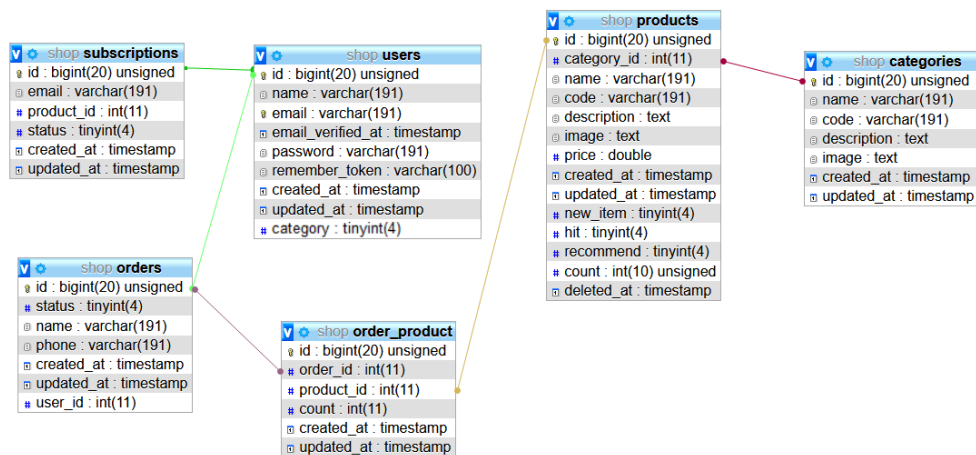 shop subscriptions
id : bigint(20) unsigned
email : varchar(191)
product_id : int(11)
status : tinyint(4)
created_at : timestamp
updated_at : timestamp
shop users
id : bigint(20) unsigned
name : varchar(191)
email : varchar(191)
email_verified_at : timestamp
password : varchar(191)
remember_token : varchar(100)
created_at : timestamp
updated_at : timestamp
category : tinyint(4)
shop products
id : bigint(20) unsigned
category_id : int(11)
name : varchar(191)
code : varchar(191)
description : text
image : text
price : double
created_at : timestamp
updated_at : timestamp
new_item : tinyint(4)
hit : tinyint(4)
recommend : tinyint(4)
count : int(10) unsigned
deleted_at : timestamp
shop categories
id : bigint(20) unsigned
name : varchar(191)
code : varchar(191)
description : text
image : text
created_at : timestamp
updated_at : timestamp
shop orders
id : bigint(20) unsigned
status : tinyint(4)
name : varchar(191)
phone : varchar(191)
created_at : timestamp
updated_at : timestamp
user_id : int(11)
shop order_product
id : bigint(20) unsigned
order_id : int(11)
product_id : int(11)
count : int(11)
created_at : timestamp
updated_at : timestamp